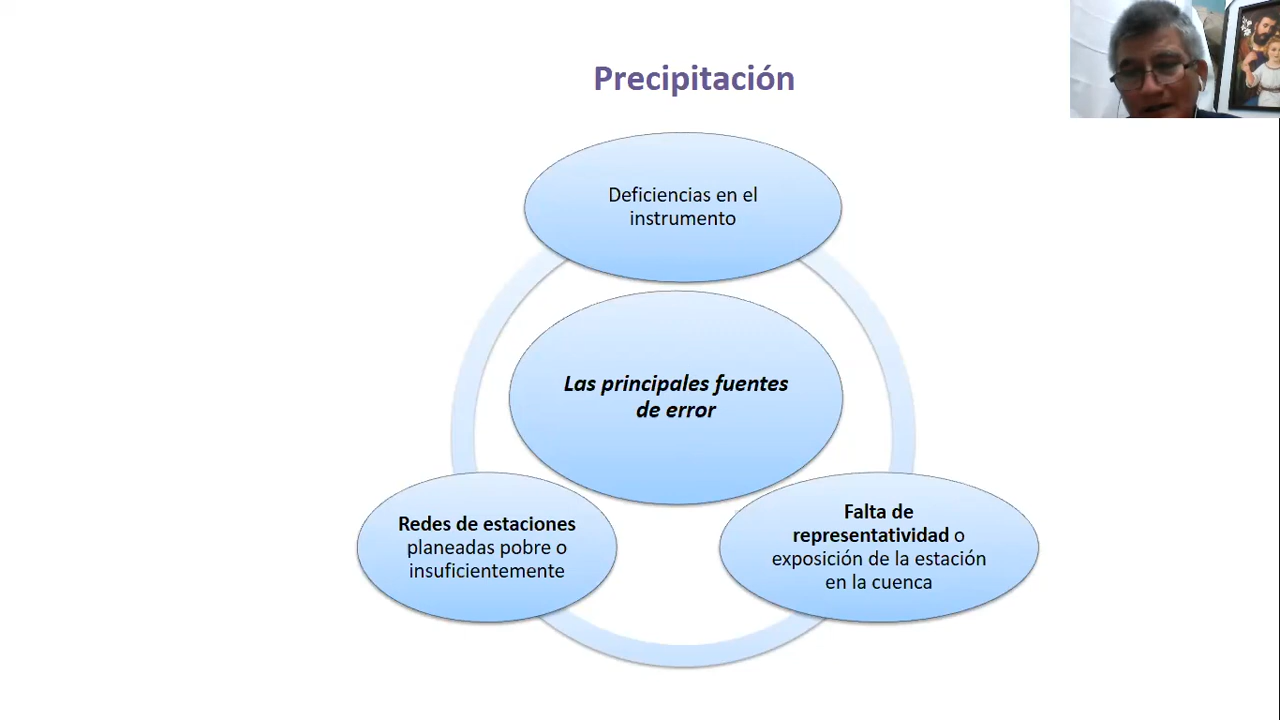 Precipitación
Deficiencias en el
instrumento
Las principales fuentes
de error
Redes de estaciones
planeadas pobre o
insuficientemente
Falta de
representatividad o
exposición de la estación
en la cuenca